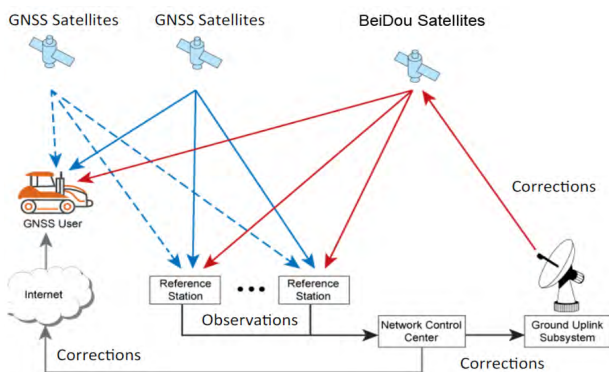 GNSS Satellites
GNSS Satellites
BeiDou Satellites
Corrections
GNSS User
Internet
Reference
Station
Reference
Station
Observations
Network Control
Center
Ground Uplink
Subsystem
Corrections
Corrections